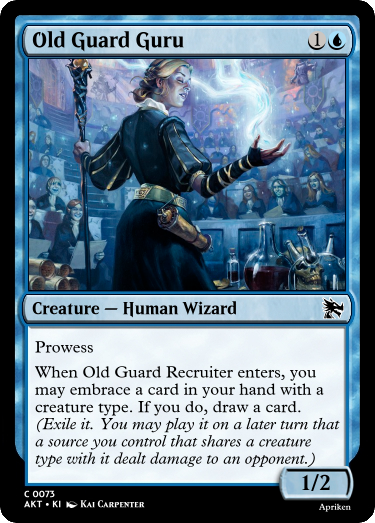 Old Guard Guru 1
Creature — Human Wizard
Prowess
When Old Guard Recruiter enters, you
may embrace a card in your hand with a
creature type. If you do, draw a card.
(Exile it. You may play it on a later turn that
a source you control that shares a creature
type with it dealt damage to an opponent.)
1/2
C 0073
AKT • KI Kai Carpenter
Apriken